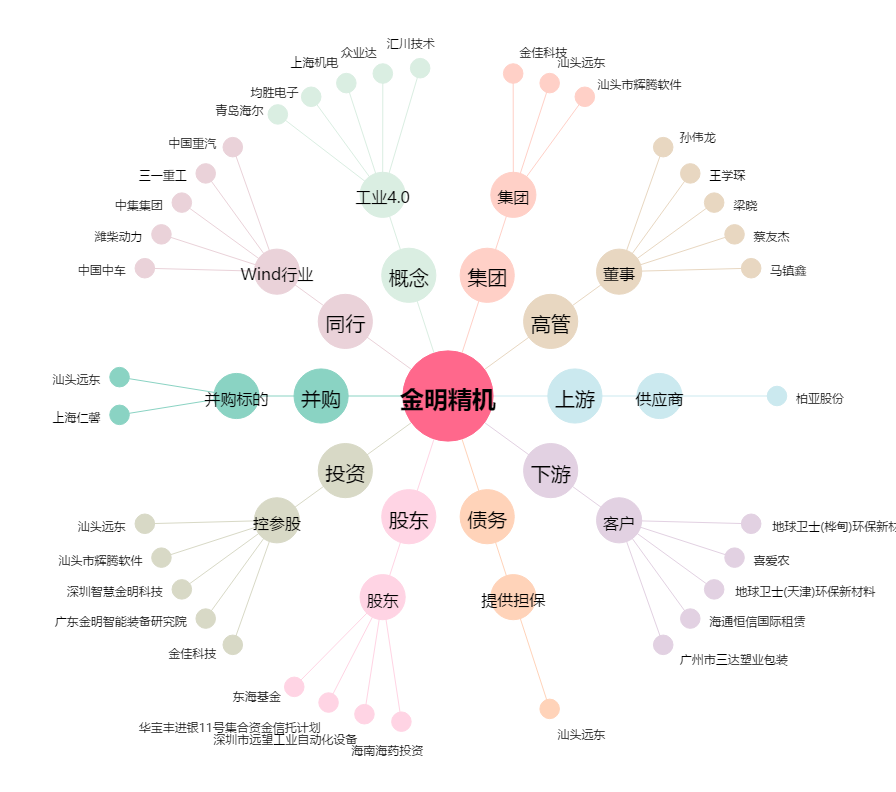 汇川技术
金佳科技
众业达
上海机电
汕头远东
均胜电子
汕头市辉腾软件
青岛海尔
中国重汽
孙伟龙
三一重工
王学琛
工业4.0
集团
中集集团
梁晓
潍柴动力
蔡友杰
中国中车
Wind行业
概念
集团
董事
马镇鑫
同行
高管
汕头远东
并购标的
并购
金明精机
上游
供应商
柏亚股份
上海仁馨
投资
下游
汕头远东
控参股
股东
债务
客户
地球卫士(桦甸)环保新材
汕头市辉腾软件
喜爱农
深圳智慧金明科技
地球卫士(天津)环保新材料
股东
提供担保
广东金明智能装备研究院
海通恒信国际租赁
金佳科技
广州市三达塑业包装
东海基金
华宝丰进银11号集合资金信托计划
深圳市远望工业自动化设备
汕头远东
海南海药投资